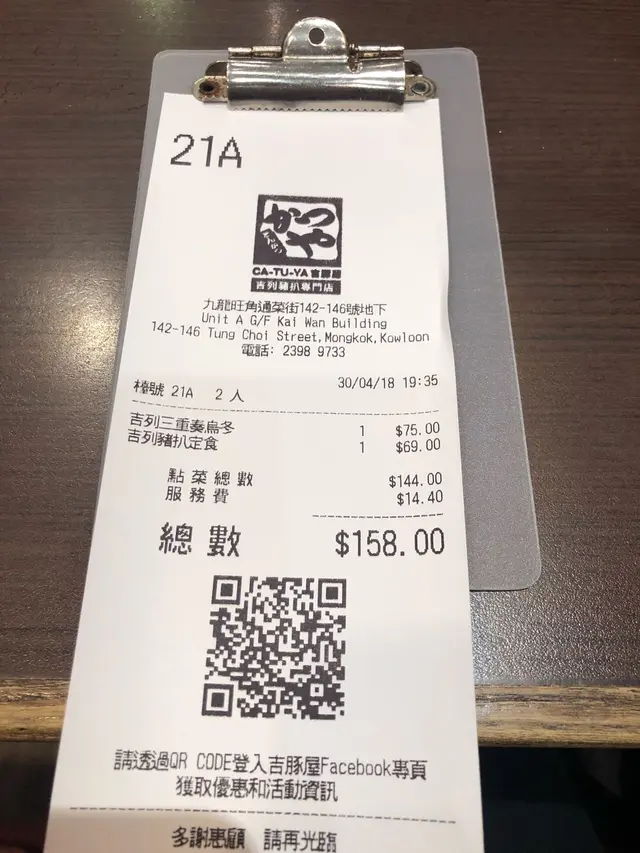 21A
かつや
CA-TU-YA 吉豚屋
吉列豬扒專門店
九龍旺角通菜街142-146號地下
Unit A G/F Kai Wan Building
142-146 Tung Choi Street,Mongkok,Kowloon
電話: 2398 9733
檯號 21A 2 人 30/04/18 19:35
吉列三重奏烏冬 1 $75.00
吉列豬扒定食 1 $69.00
點菜總數 $144.00
服務費 $14.40
總數 $158.00
請透過QR CODE登入吉豚屋Facebook專頁
獲取優惠和活動資訊
多謝惠顧 請再光臨